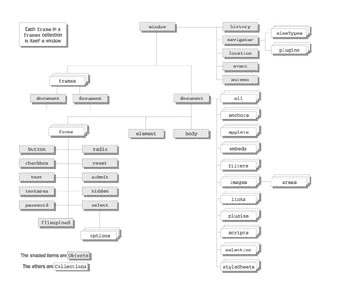 Each frame in a
frames collection
is itself a window
window
history
navigator
mimeTypes
plugins
location
event
screen
frames
document
document
document
all
forms
element
body
anchors
applets
button
radio
embeds
checkbox
reset
filters
text
submit
images
areas
textarea
hidden
links
password
select
plugins
fileupload
scripts
options
selection
styleSheets
The shaded items are Objects
The others are Collections